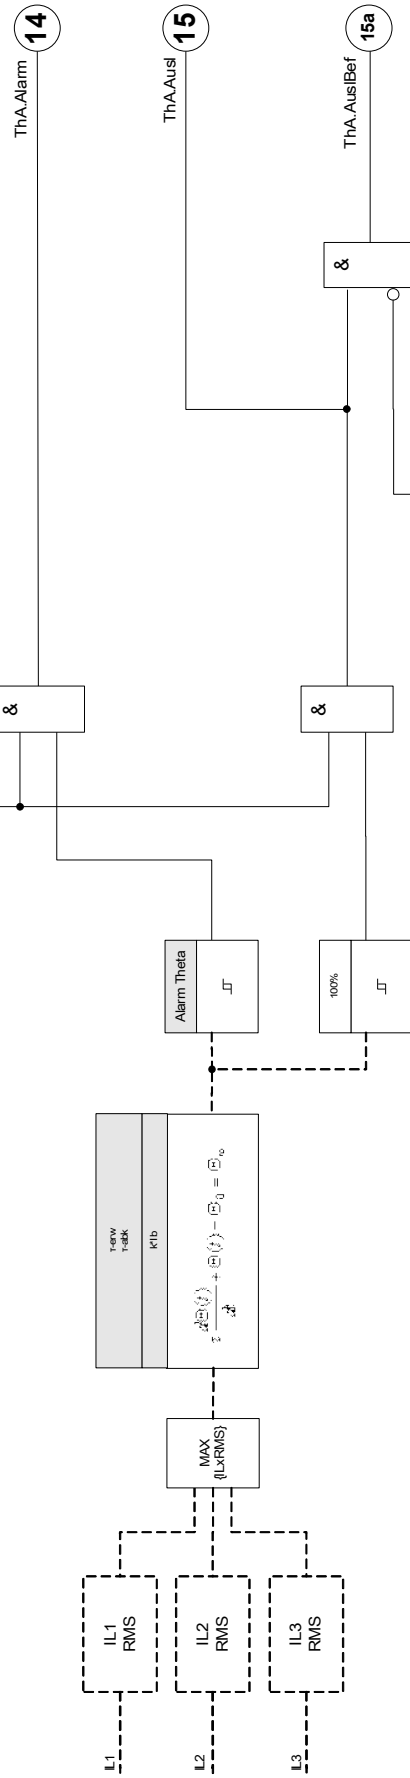 14
ThA.Alarm
15
ThA.Ausl
15a
ThA.AuslBef
&
&
&
Alarm Theta
100%
τ-erw
τ-abk
K*Ib
MAX
{ILxRMS}
IL1
RMS
IL2
RMS
IL3
RMS
IL1
IL2
IL3